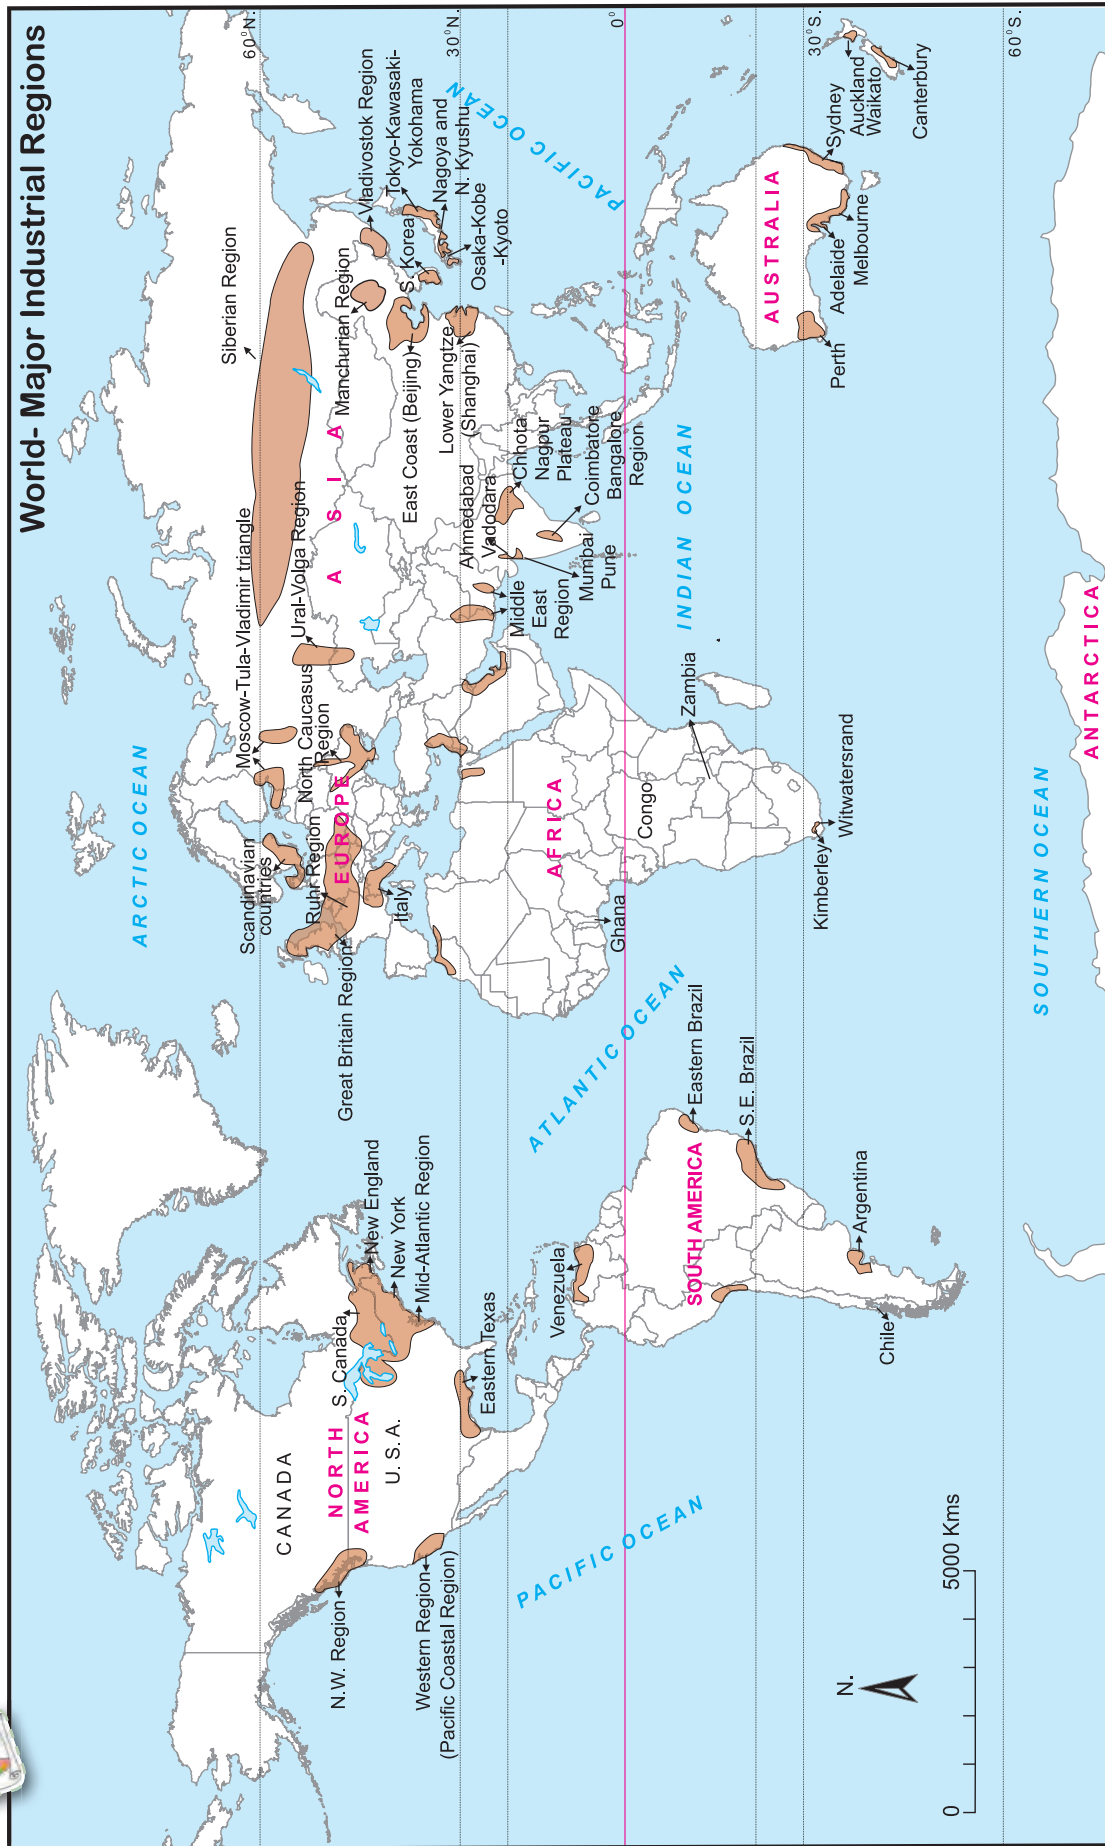 World- Major Industrial Regions
60°N.
30°N.
0°
30°S.
60°S.
ARCTIC OCEAN
PACIFIC OCEAN
PACIFIC OCEAN
ATLANTIC OCEAN
INDIAN OCEAN
SOUTHERN OCEAN
NORTH
AMERICA
CANADA
U. S. A.
N.W. Region
Western Region
(Pacific Coastal Region)
S. Canada
New England
New York
Mid-Atlantic Region
Eastern Texas
SOUTH AMERICA
Venezuela
Eastern Brazil
S.E. Brazil
Argentina
Chile
EUROPE
Great Britain Region
Scandinavian
countries
Ruhr Region
Italy
North Caucasus
Region
Moscow-Tula-Vladimir triangle
Ural-Volga Region
AFRICA
Ghana
Congo
Zambia
Kimberley
Witwatersrand
ASIA
Siberian Region
Manchurian Region
Vladivostok Region
Tokyo-Kawasaki-
Yokohama
Nagoya and
N. Kyushu
Osaka-Kobe
-Kyoto
S. Korea
East Coast (Beijing)
Lower Yangtze
(Shanghai)
Middle
East
Region
Ahmedabad
Vadodara
Mumbai
Pune
Chhota
Nagpur
Plateau
Coimbatore
Bangalore
Region
AUSTRALIA
Perth
Adelaide
Melbourne
Sydney
Auckland
Waikato
Canterbury
ANTARCTICA
N.
0
5000 Kms